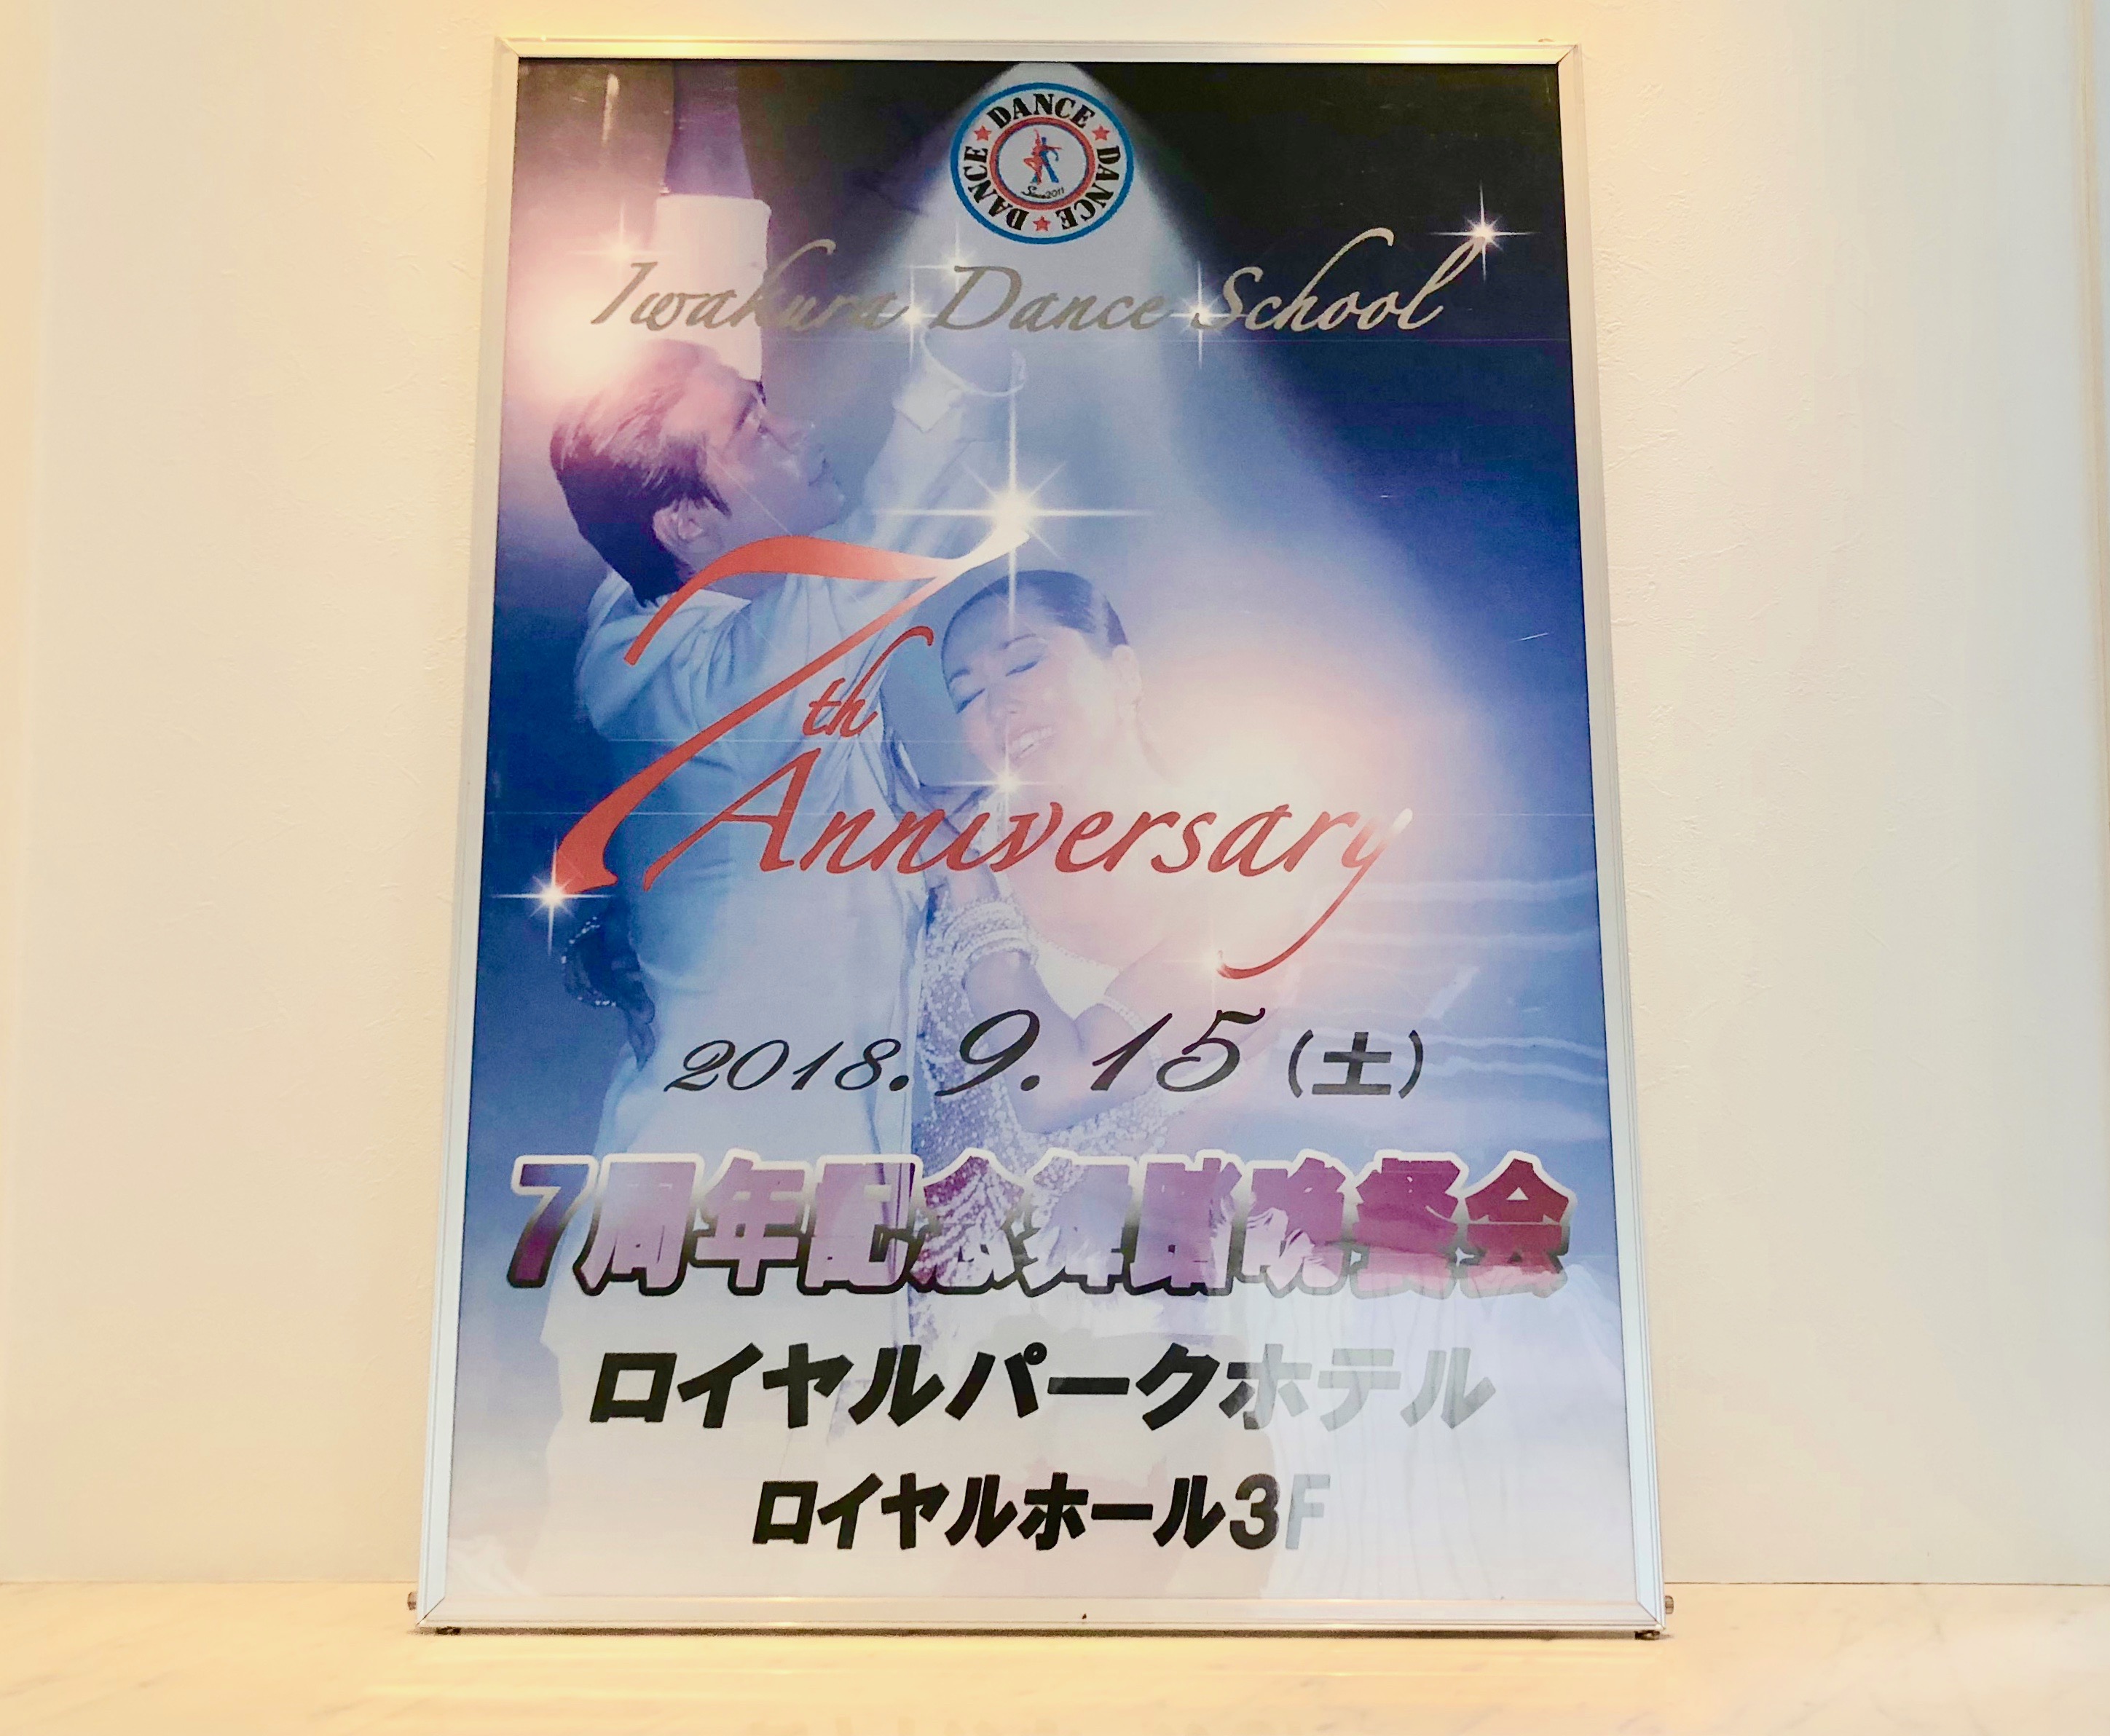 DANCE ★ DANCE ★ DANCE ★ DANCE ★
Since2011
Iwakura Dance School
7th
Anniversary
2018.9.15(土)
7周年記念舞踏晩餐会
ロイヤルパークホテル
ロイヤルホール3F